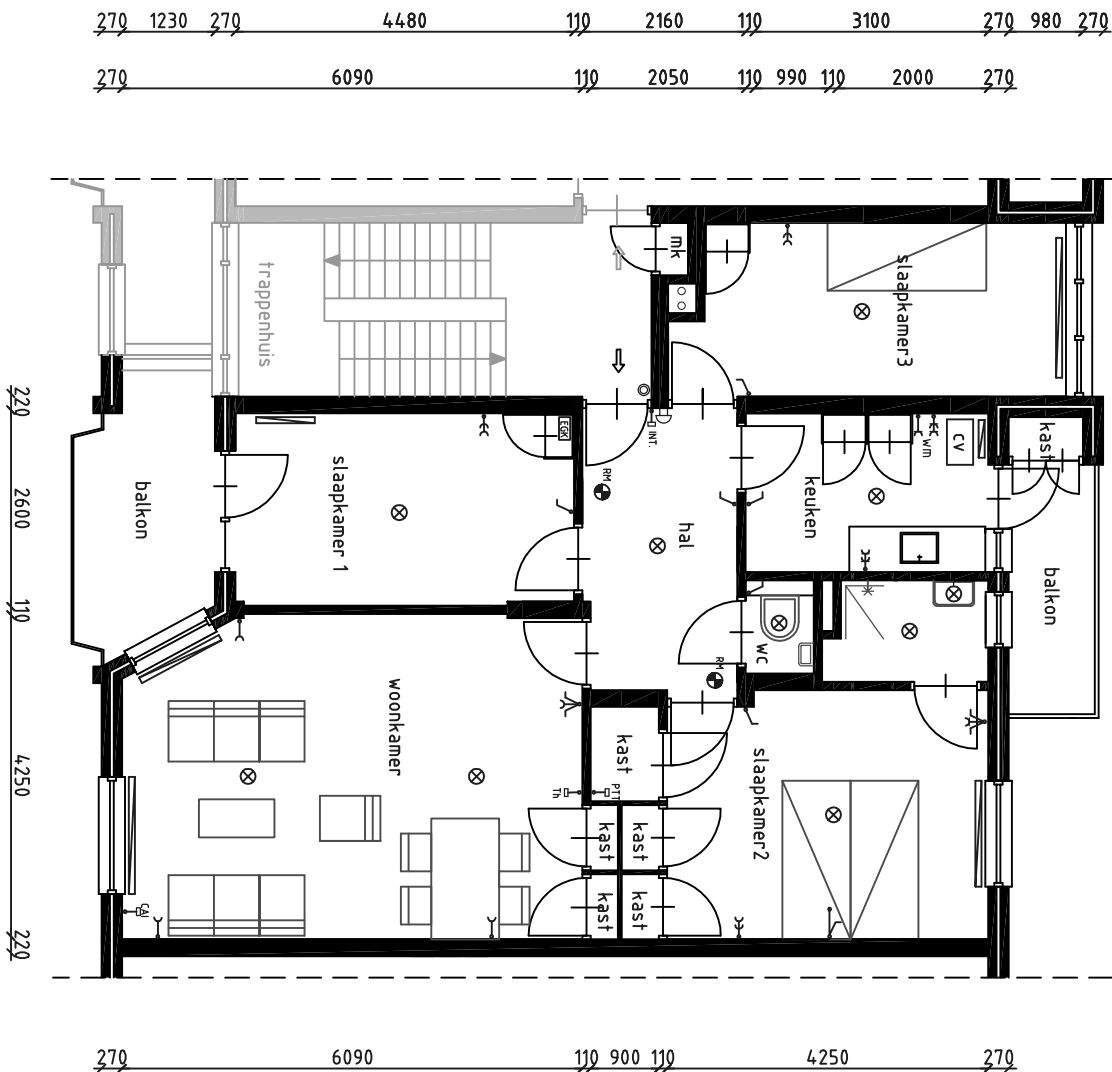 270 1230 270 4480 110 2160 110 3100 270 980 270
270 6090 110 2050 110 990 110 2000 270
mk
trappenhuis
slaapkamer3
220
2600
110
4250
220
EGK
INT.
wm
CV
kast
slaapkamer 1
RM
keuken
balkon
hal
balkon
wc
RM
woonkamer
kast
slaapkamer2
Th
PTT
kast
kast
kast
kast
CAI
270 6090 110 900 110 4250 270